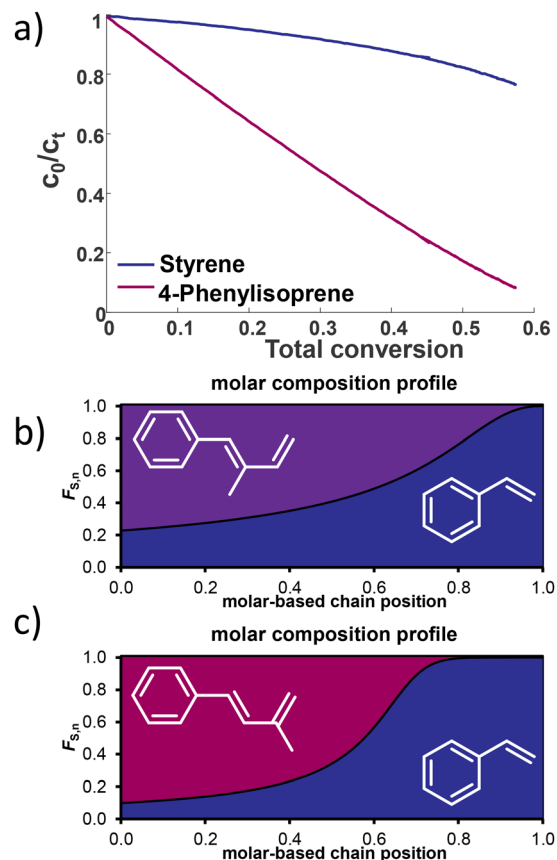 a)
c0/ct
1
0.8
0.6
0.4
0.2
0
Styrene
4-Phenylisoprene
0 0.1 0.2 0.3 0.4 0.5 0.6
Total conversion
molar composition profile
b)
FS,n
1.0
0.8
0.6
0.4
0.2
0.0
0.0 0.2 0.4 0.6 0.8 1.0
molar-based chain position
c)
molar composition profile
FS,n
1.0
0.8
0.6
0.4
0.2
0.0
0.0 0.2 0.4 0.6 0.8 1.0
molar-based chain position